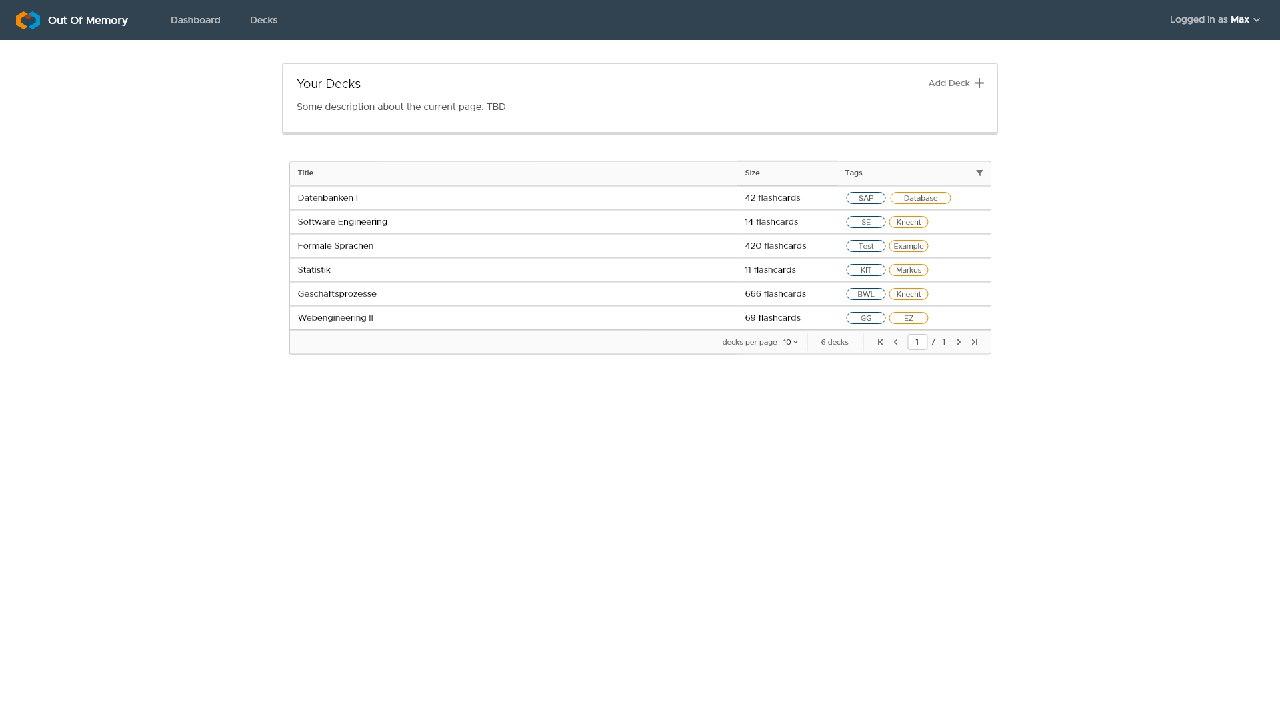 Out Of Memory Dashboard Decks Logged in as Max
Your Decks Add Deck
Some description about the current page. TBD
Title Size Tags
Datenbanken I 42 flashcards SAP Database
Software Engineering 14 flashcards SE Knecht
Formale Sprachen 420 flashcards Test Example
Statistik 11 flashcards KIT Markus
Geschäftsprozesse 666 flashcards BWL Knecht
Webengineering II 69 flashcards GG EZ
decks per page 10 6 decks 1 / 1